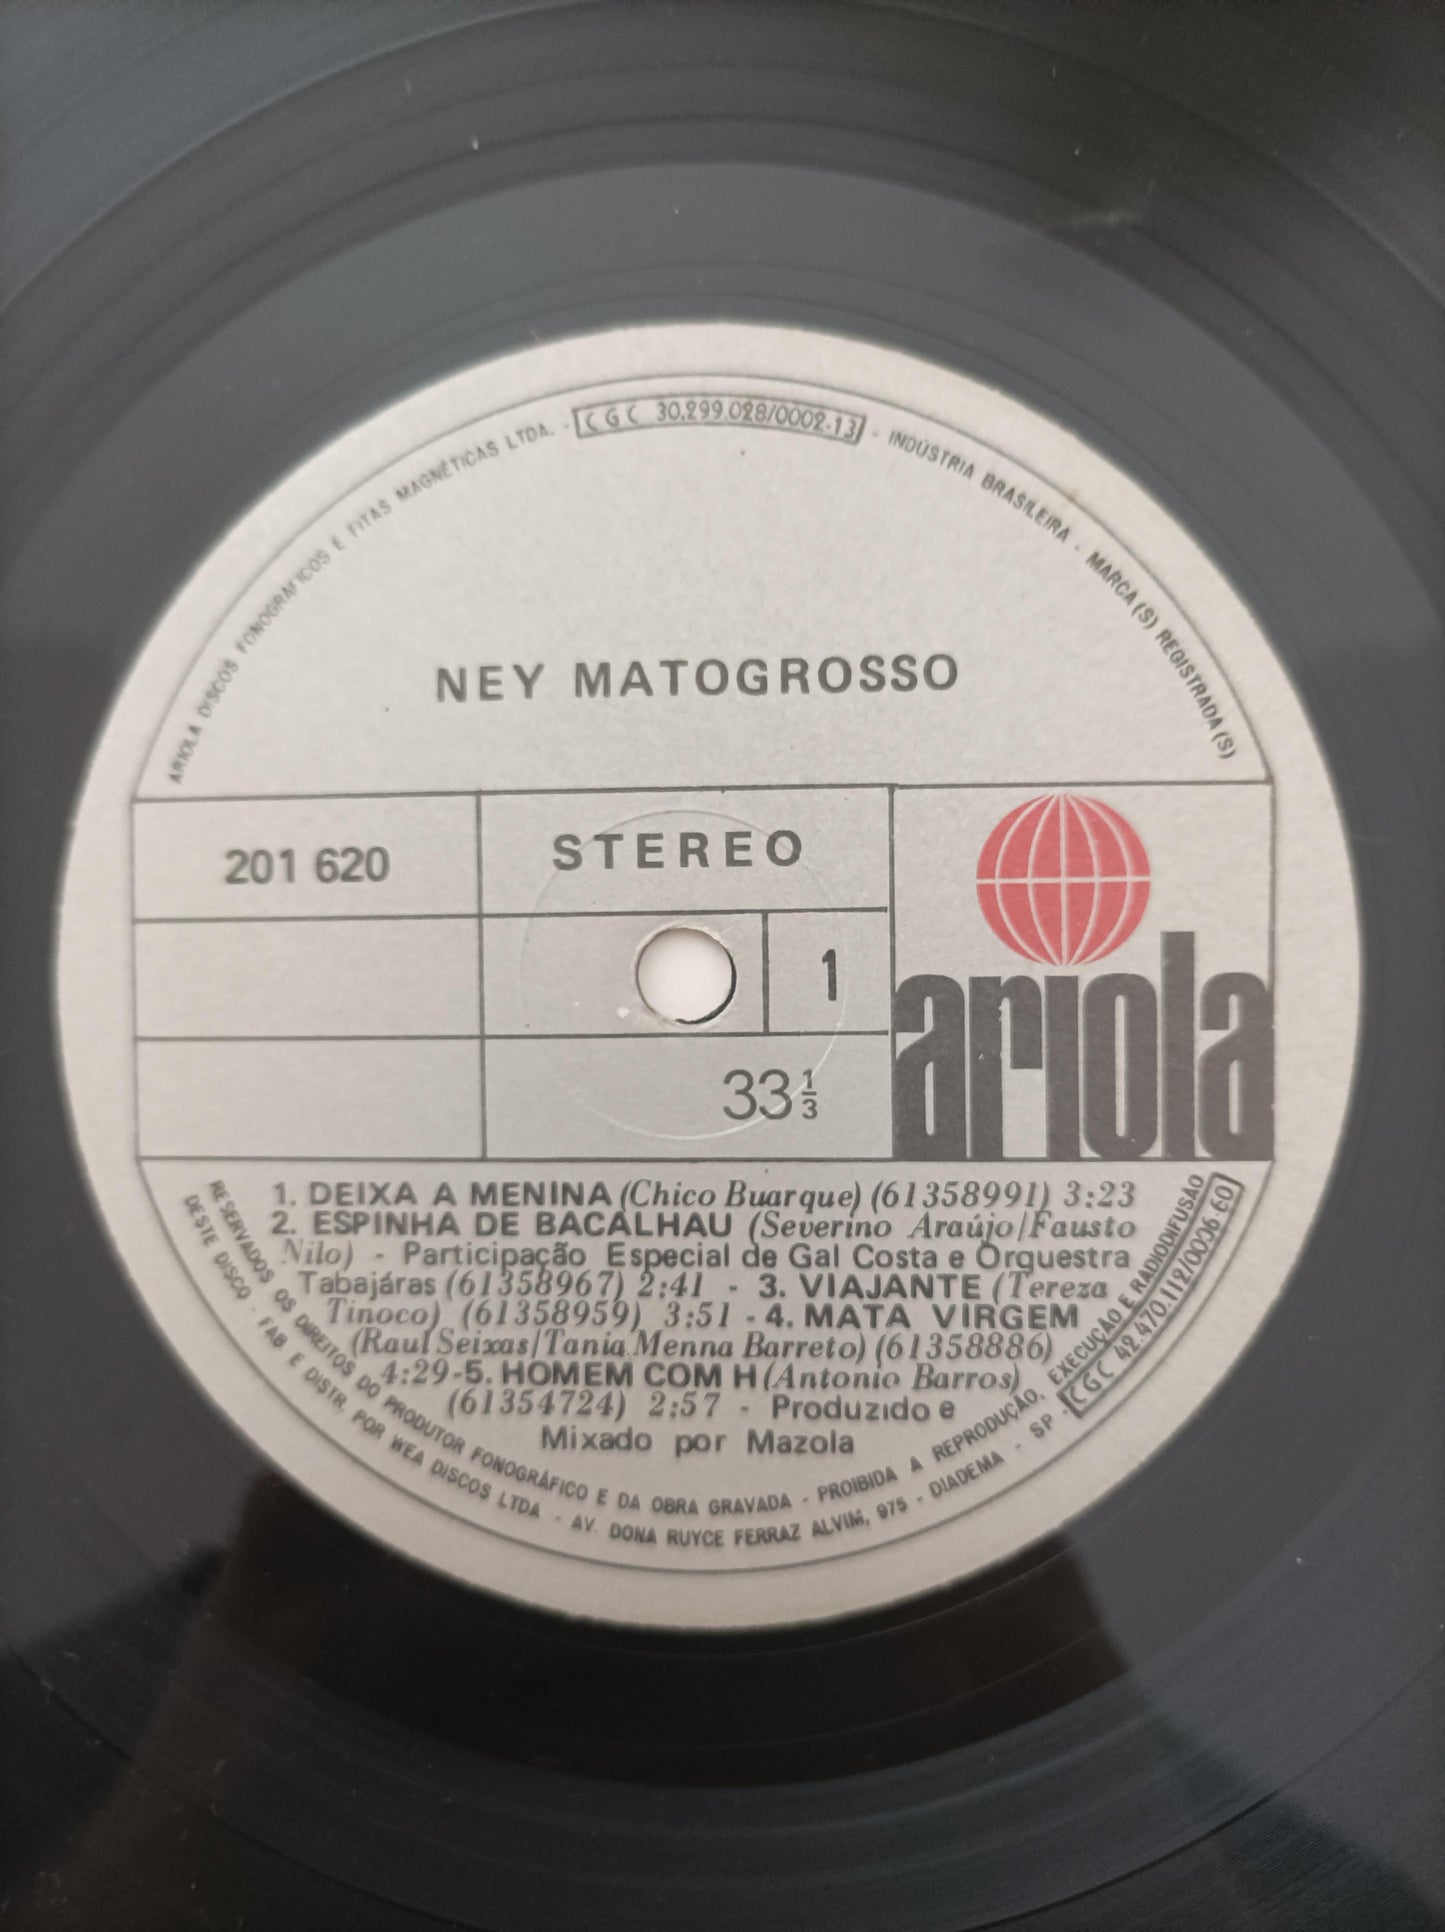 ARIOLA DISCOS FONOGRÁFICOS E FITAS MAGNÉTICAS LTDA. - CGC 30.299.028/0002-13 - INDÚSTRIA BRASILEIRA - MARCA(S) REGISTRADA(S)
NEY MATOGROSSO
201 620
STEREO
1
33 1/3
ariola
1. DEIXA A MENINA (Chico Buarque) (61358991) 3:23
2. ESPINHA DE BACALHAU (Severino Araújo/Fausto
Nilo) - Participação Especial de Gal Costa e Orquestra
Tabajáras (61358967) 2:41 - 3. VIAJANTE (Tereza
Tinoco) (61358959) 3:51 - 4. MATA VIRGEM
(Raul Seixas/Tania Menna Barreto) (61358886)
4:29-5. HOMEM COM H (Antonio Barros)
(61354724) 2:57 - Produzido e
Mixado por Mazola
RESERVADOS OS DIREITOS DO PRODUTOR FONOGRÁFICO E DA OBRA GRAVADA - PROIBIDA A REPRODUÇÃO, EXECUÇÃO E RADIODIFUSÃO
DESTE DISCO - FAB E DISTR. POR WEA DISCOS LTDA - AV. DONA RUYCE FERRAZ ALVIM, 975 - DIADEMA - SP - CGC 42.470.112/0006-60